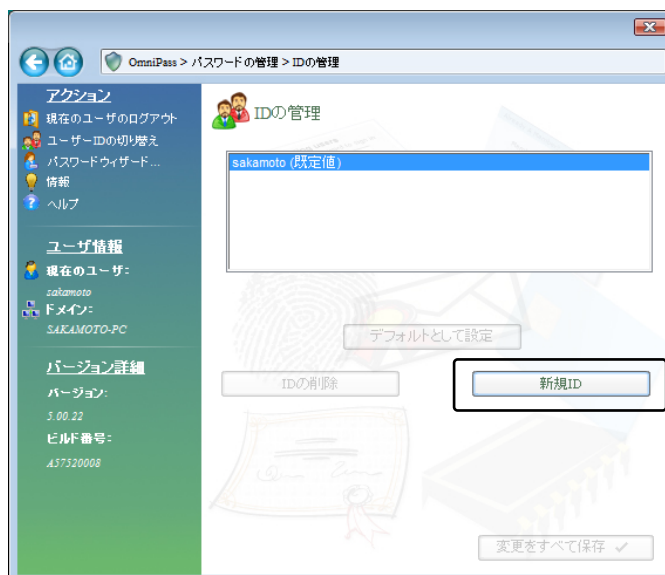 OmniPass > パスワードの管理 > IDの管理
アクション
現在のユーザのログアウト
ユーザーIDの切り替え
パスワードウィザード...
情報
ヘルプ
ユーザ情報
現在のユーザ:
sakamoto
ドメイン:
SAKAMOTO-PC
バージョン詳細
バージョン:
5.00.22
ビルド番号:
A57520008
IDの管理
sakamoto (既定値)
デフォルトとして設定
IDの削除
新規ID
変更をすべて保存